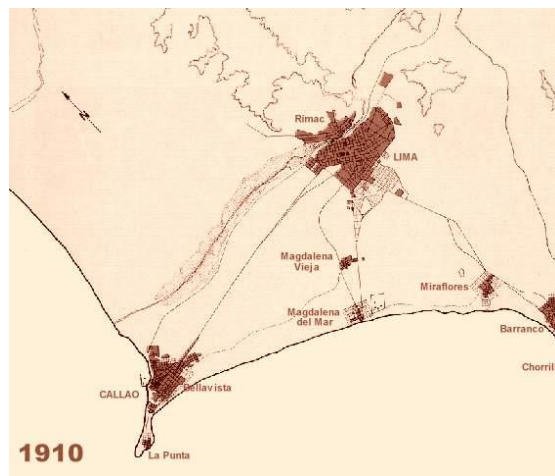 Rimac
LIMA
Magdalena
Vieja
Miraflores
Magdalena
del Mar
Barranco
Chorril
Bellavista
CALLAO
1910
La Punta